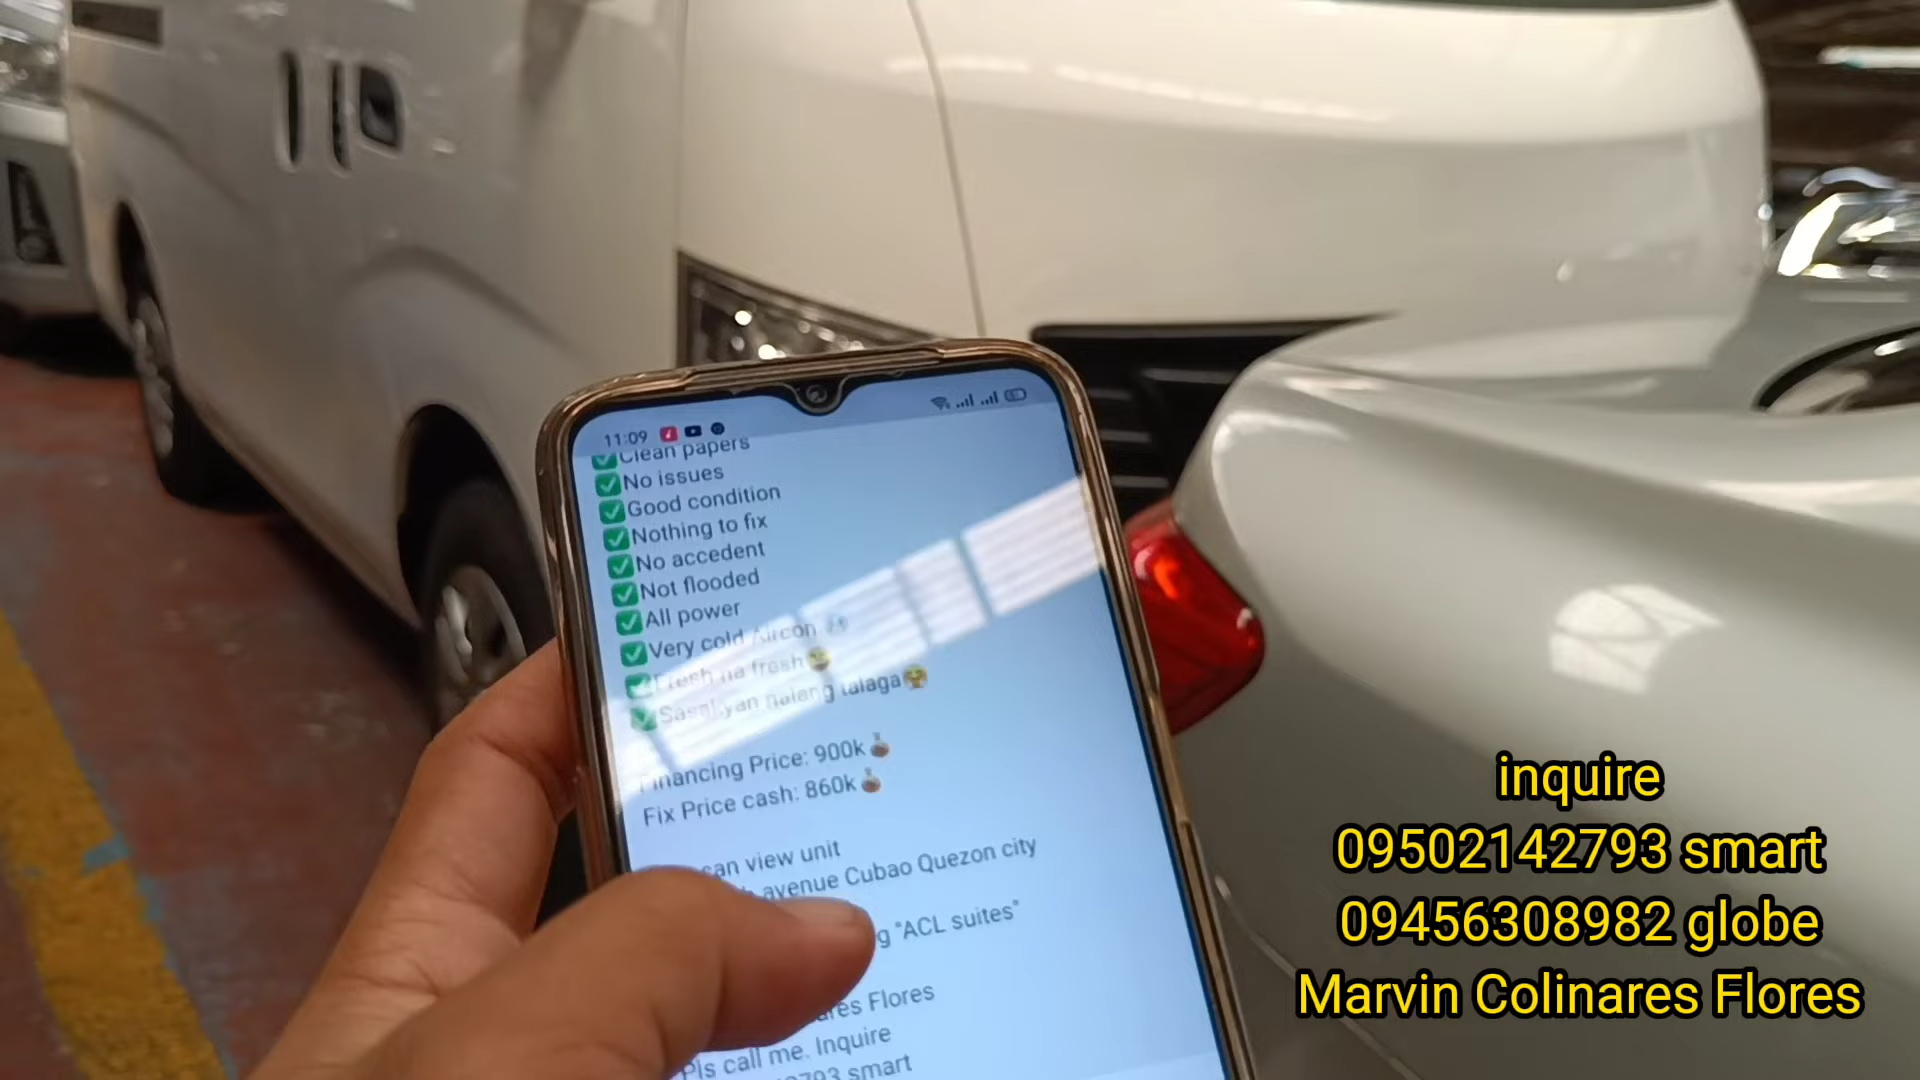 11:09
✅Clean papers
✅No issues
✅Good condition
✅Nothing to fix
✅No accedent
✅Not flooded
✅All power
✅Very cold Aircon
✅Fresh na fresh
✅Sasakyan nalang talaga
Financing Price: 900k
Fix Price cash: 860k
can view unit
avenue Cubao Quezon city
"ACL suites"
Flores
Pls call me. Inquire
smart
inquire
09502142793 smart
09456308982 globe
Marvin Colinares Flores